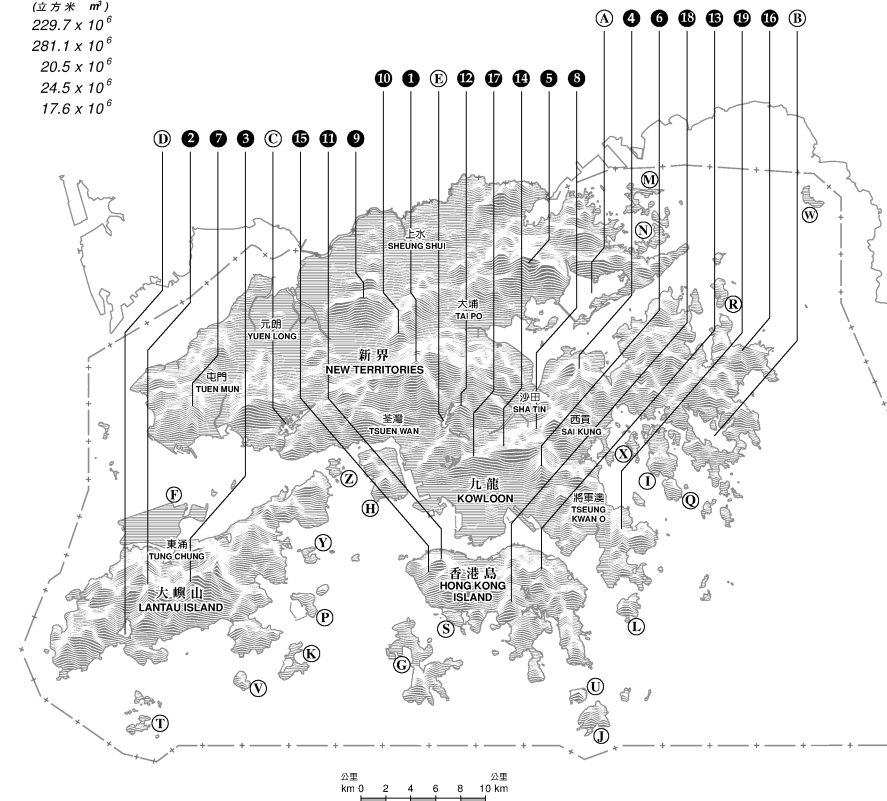 (立方米 m³)
229.7 x 10⁶
281.1 x 10⁶
20.5 x 10⁶
24.5 x 10⁶
17.6 x 10⁶
A 4 6 18 13 19 16 B
10 1 E 12 17 14 5 8
D 2 7 3 C 15 11 9
M
W
N
上水
SHEUNG SHUI
R
大埔
TAI PO
元朗
YUEN LONG
新界
NEW TERRITORIES
屯門
TUEN MUN
沙田
SHA TIN
荃灣
TSUEN WAN
西貢
SAI KUNG
X
Z
I
九龍
KOWLOON
H
F
Q
將軍澳
TSEUNG
KWAN O
東涌
TUNG CHUNG
Y
香港島
HONG KONG
ISLAND
大嶼山
LANTAU ISLAND
P
L
S
K
G
V
U
T
J
公里 公里
km 0 2 4 6 8 10 km